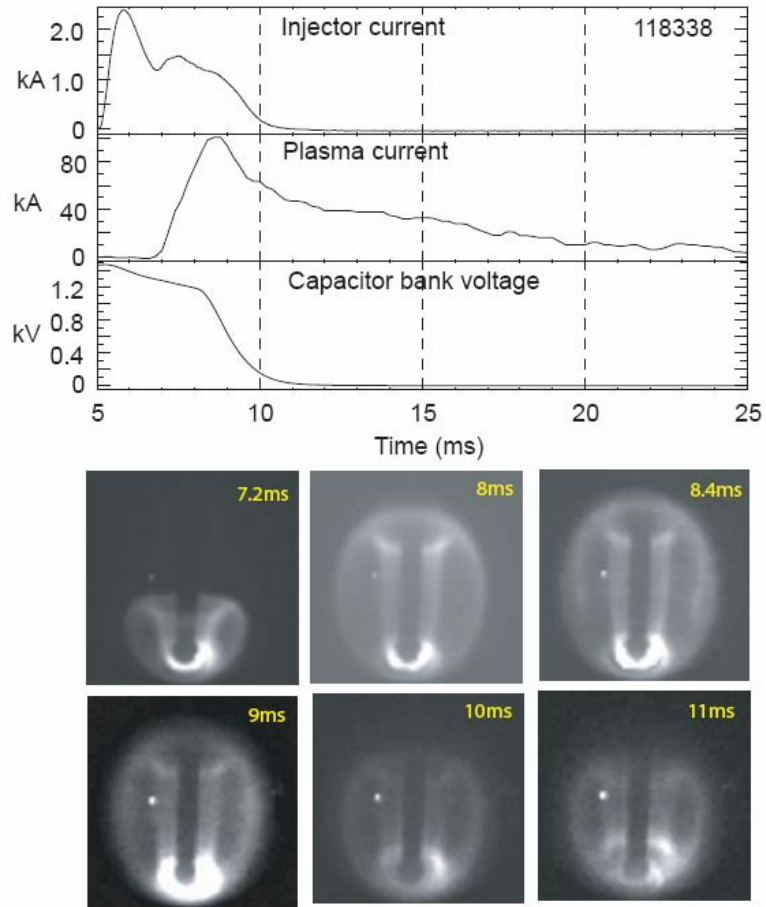 Injector current 118338
2.0
kA 1.0
0
Plasma current
80
kA
40
0
Capacitor bank voltage
1.2
kV 0.8
0.4
0
5 10 15 20 25
Time (ms)
7.2ms 8ms 8.4ms
9ms 10ms 11ms